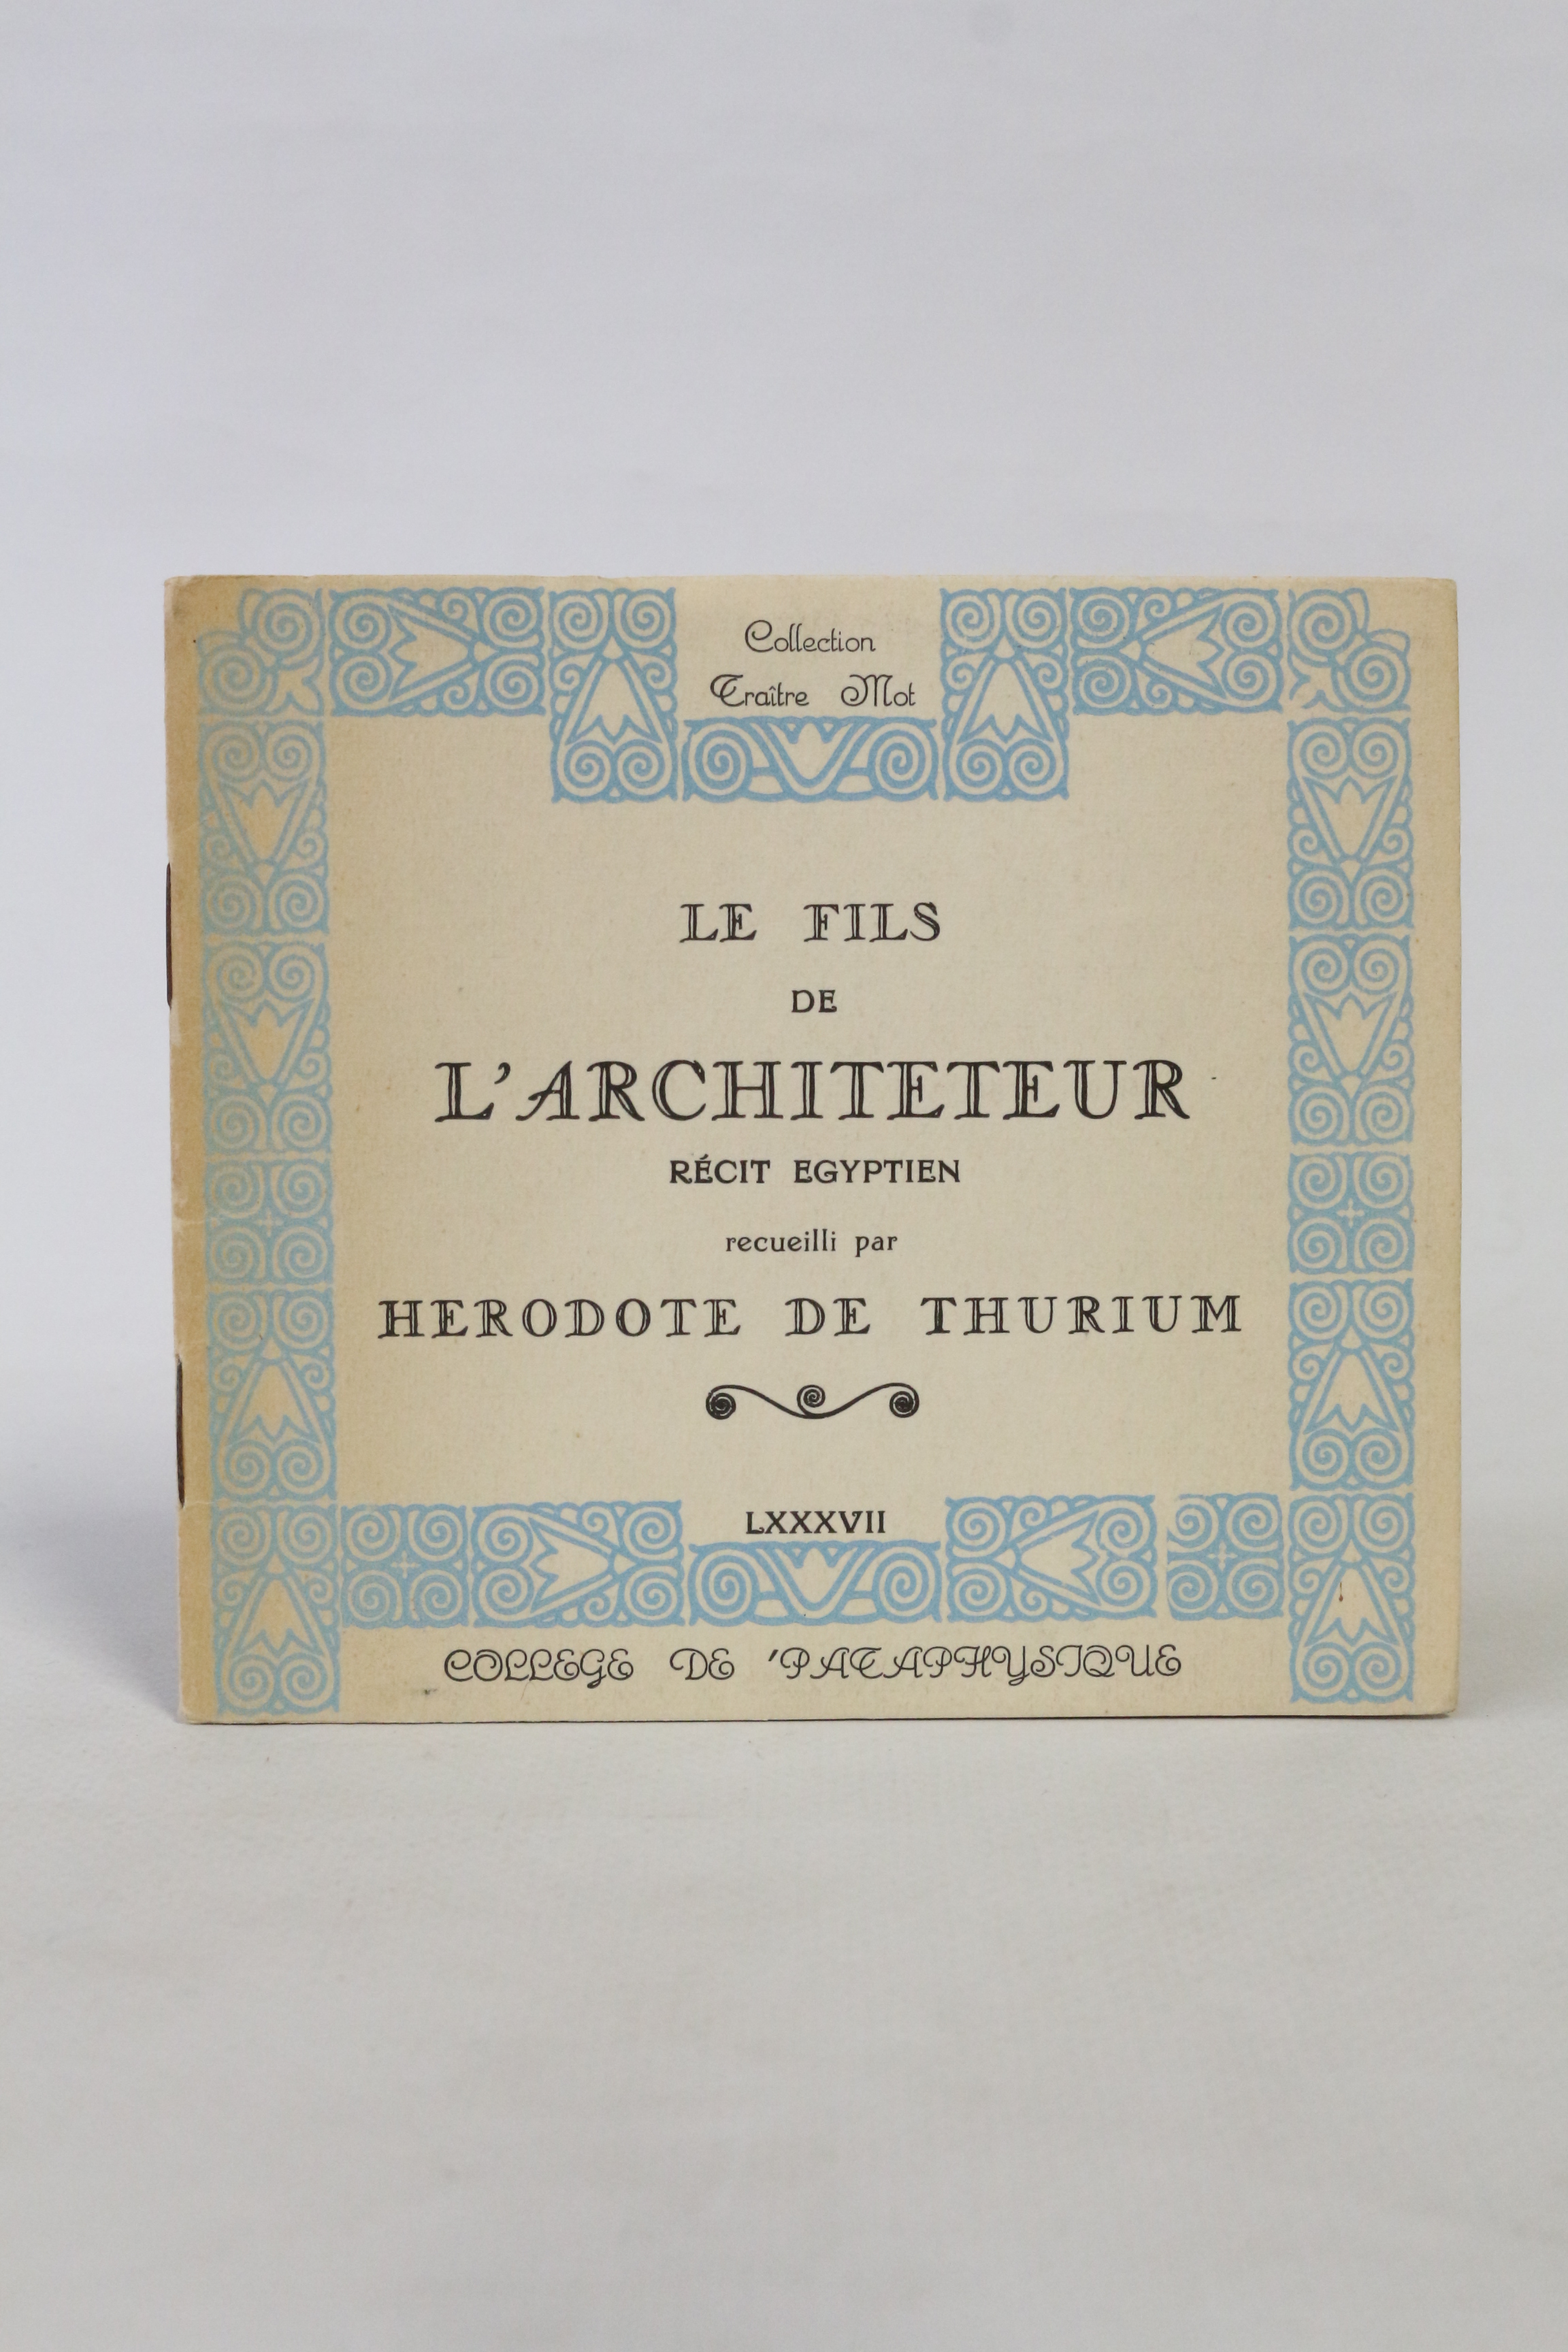 Collection
Traître Mot
LE FILS
DE
L'ARCHITETEUR
RÉCIT EGYPTIEN
recueilli par
HERODOTE DE THURIUM
LXXXVII
COLLEGE DE 'PATAPHYSIQUE